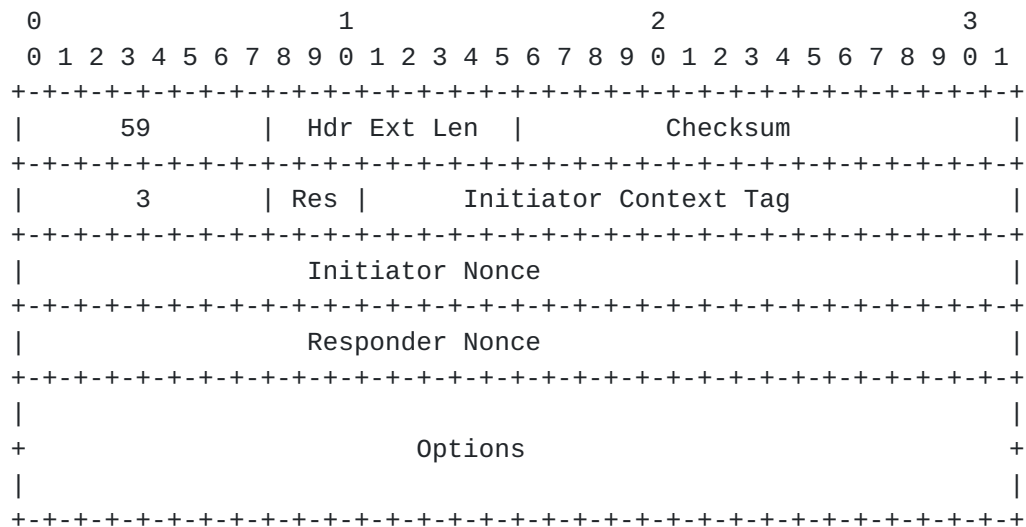 0                   1                   2                   3
 0 1 2 3 4 5 6 7 8 9 0 1 2 3 4 5 6 7 8 9 0 1 2 3 4 5 6 7 8 9 0 1
+-+-+-+-+-+-+-+-+-+-+-+-+-+-+-+-+-+-+-+-+-+-+-+-+-+-+-+-+-+-+-+-+
|      59       |  Hdr Ext Len  |         Checksum              |
+-+-+-+-+-+-+-+-+-+-+-+-+-+-+-+-+-+-+-+-+-+-+-+-+-+-+-+-+-+-+-+-+
|       3       | Res |      Initiator Context Tag              |
+-+-+-+-+-+-+-+-+-+-+-+-+-+-+-+-+-+-+-+-+-+-+-+-+-+-+-+-+-+-+-+-+
|                  Initiator Nonce                              |
+-+-+-+-+-+-+-+-+-+-+-+-+-+-+-+-+-+-+-+-+-+-+-+-+-+-+-+-+-+-+-+-+
|                  Responder Nonce                              |
+-+-+-+-+-+-+-+-+-+-+-+-+-+-+-+-+-+-+-+-+-+-+-+-+-+-+-+-+-+-+-+-+
|                                                               |
+                         Options                               +
|                                                               |
+-+-+-+-+-+-+-+-+-+-+-+-+-+-+-+-+-+-+-+-+-+-+-+-+-+-+-+-+-+-+-+-+